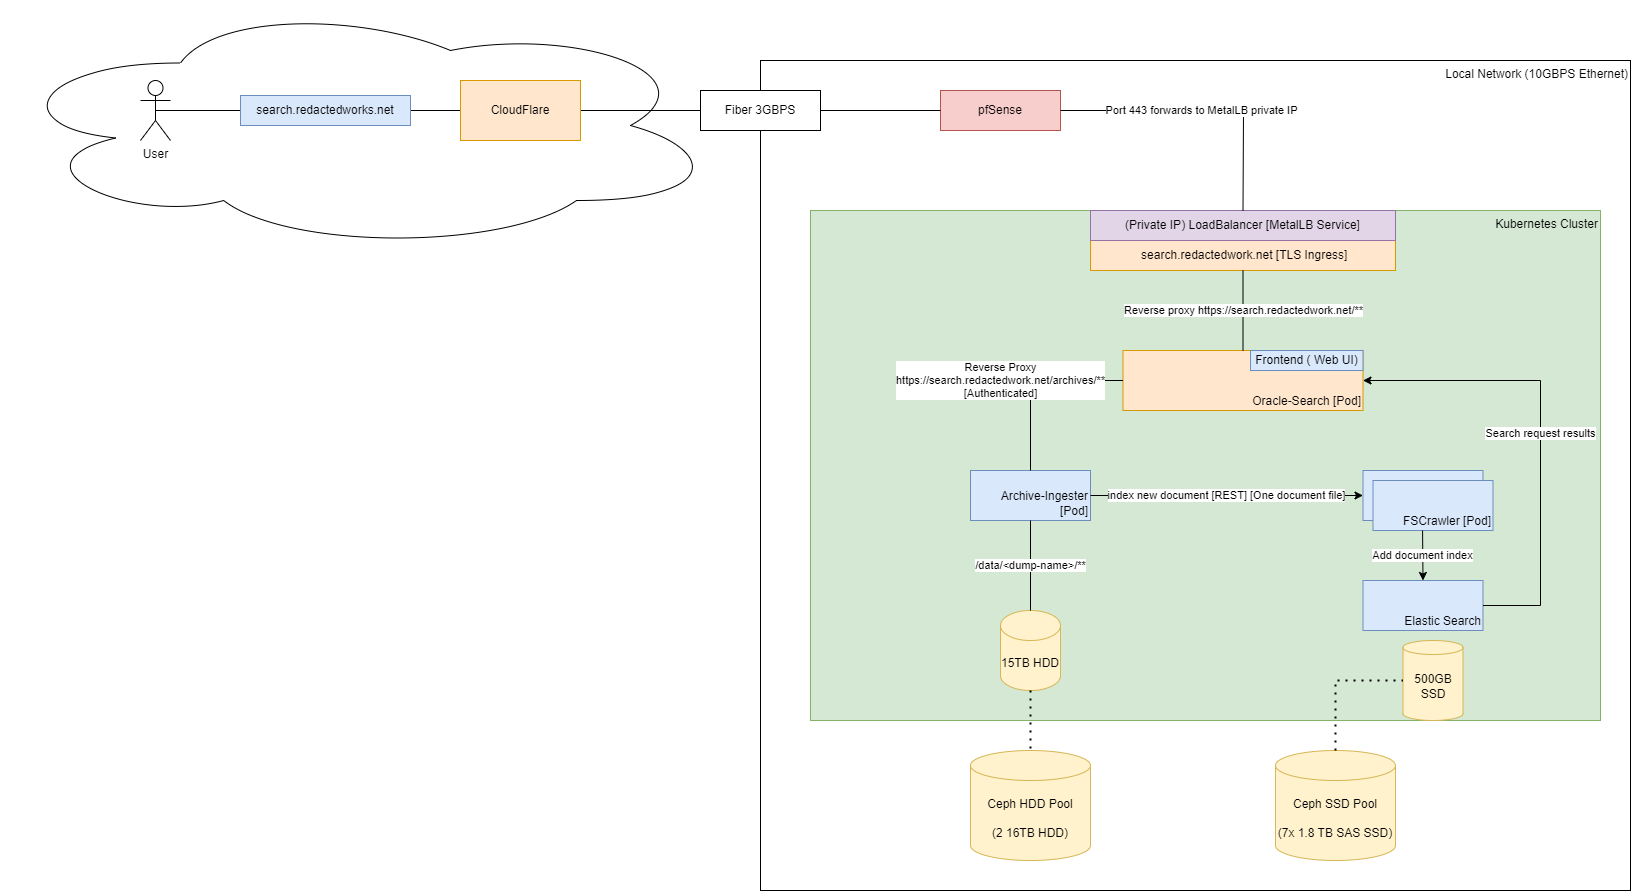 Local Network (10GBPS Ethernet)
User
search.redactedworks.net
CloudFlare
Fiber 3GBPS
pfSense
Port 443 forwards to MetalLB private IP
Kubernetes Cluster
(Private IP) LoadBalancer [MetalLB Service]
search.redactedwork.net [TLS Ingress]
Reverse proxy https://search.redactedwork.net/**
Frontend ( Web UI)
Oracle-Search [Pod]
Reverse Proxy
https://search.redactedwork.net/archives/**
[Authenticated]
Search request results
Archive-Ingester
[Pod]
index new document [REST] [One document file]
FSCrawler [Pod]
Add document index
/data/<dump-name>/**
Elastic Search
15TB HDD
500GB
SSD
Ceph HDD Pool
(2 16TB HDD)
Ceph SSD Pool
(7x 1.8 TB SAS SSD)